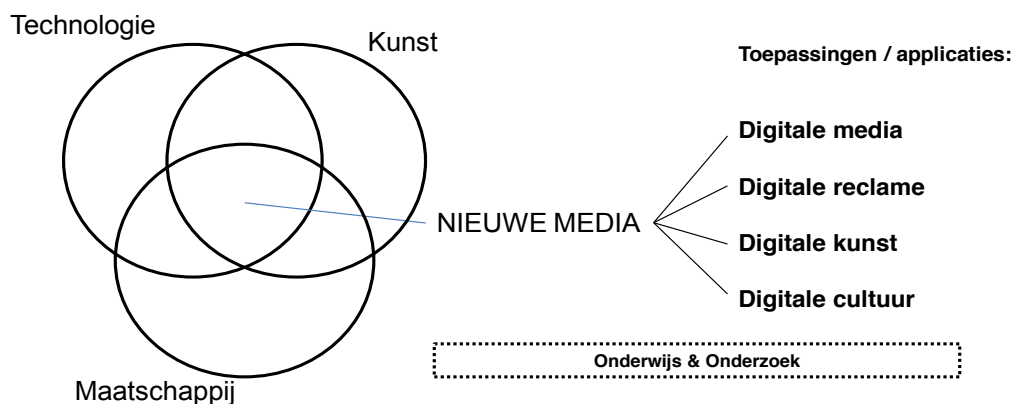 Technologie
Kunst
Toepassingen / applicaties:
Digitale media
Digitale reclame
NIEUWE MEDIA
Digitale kunst
Digitale cultuur
Onderwijs & Onderzoek
Maatschappij